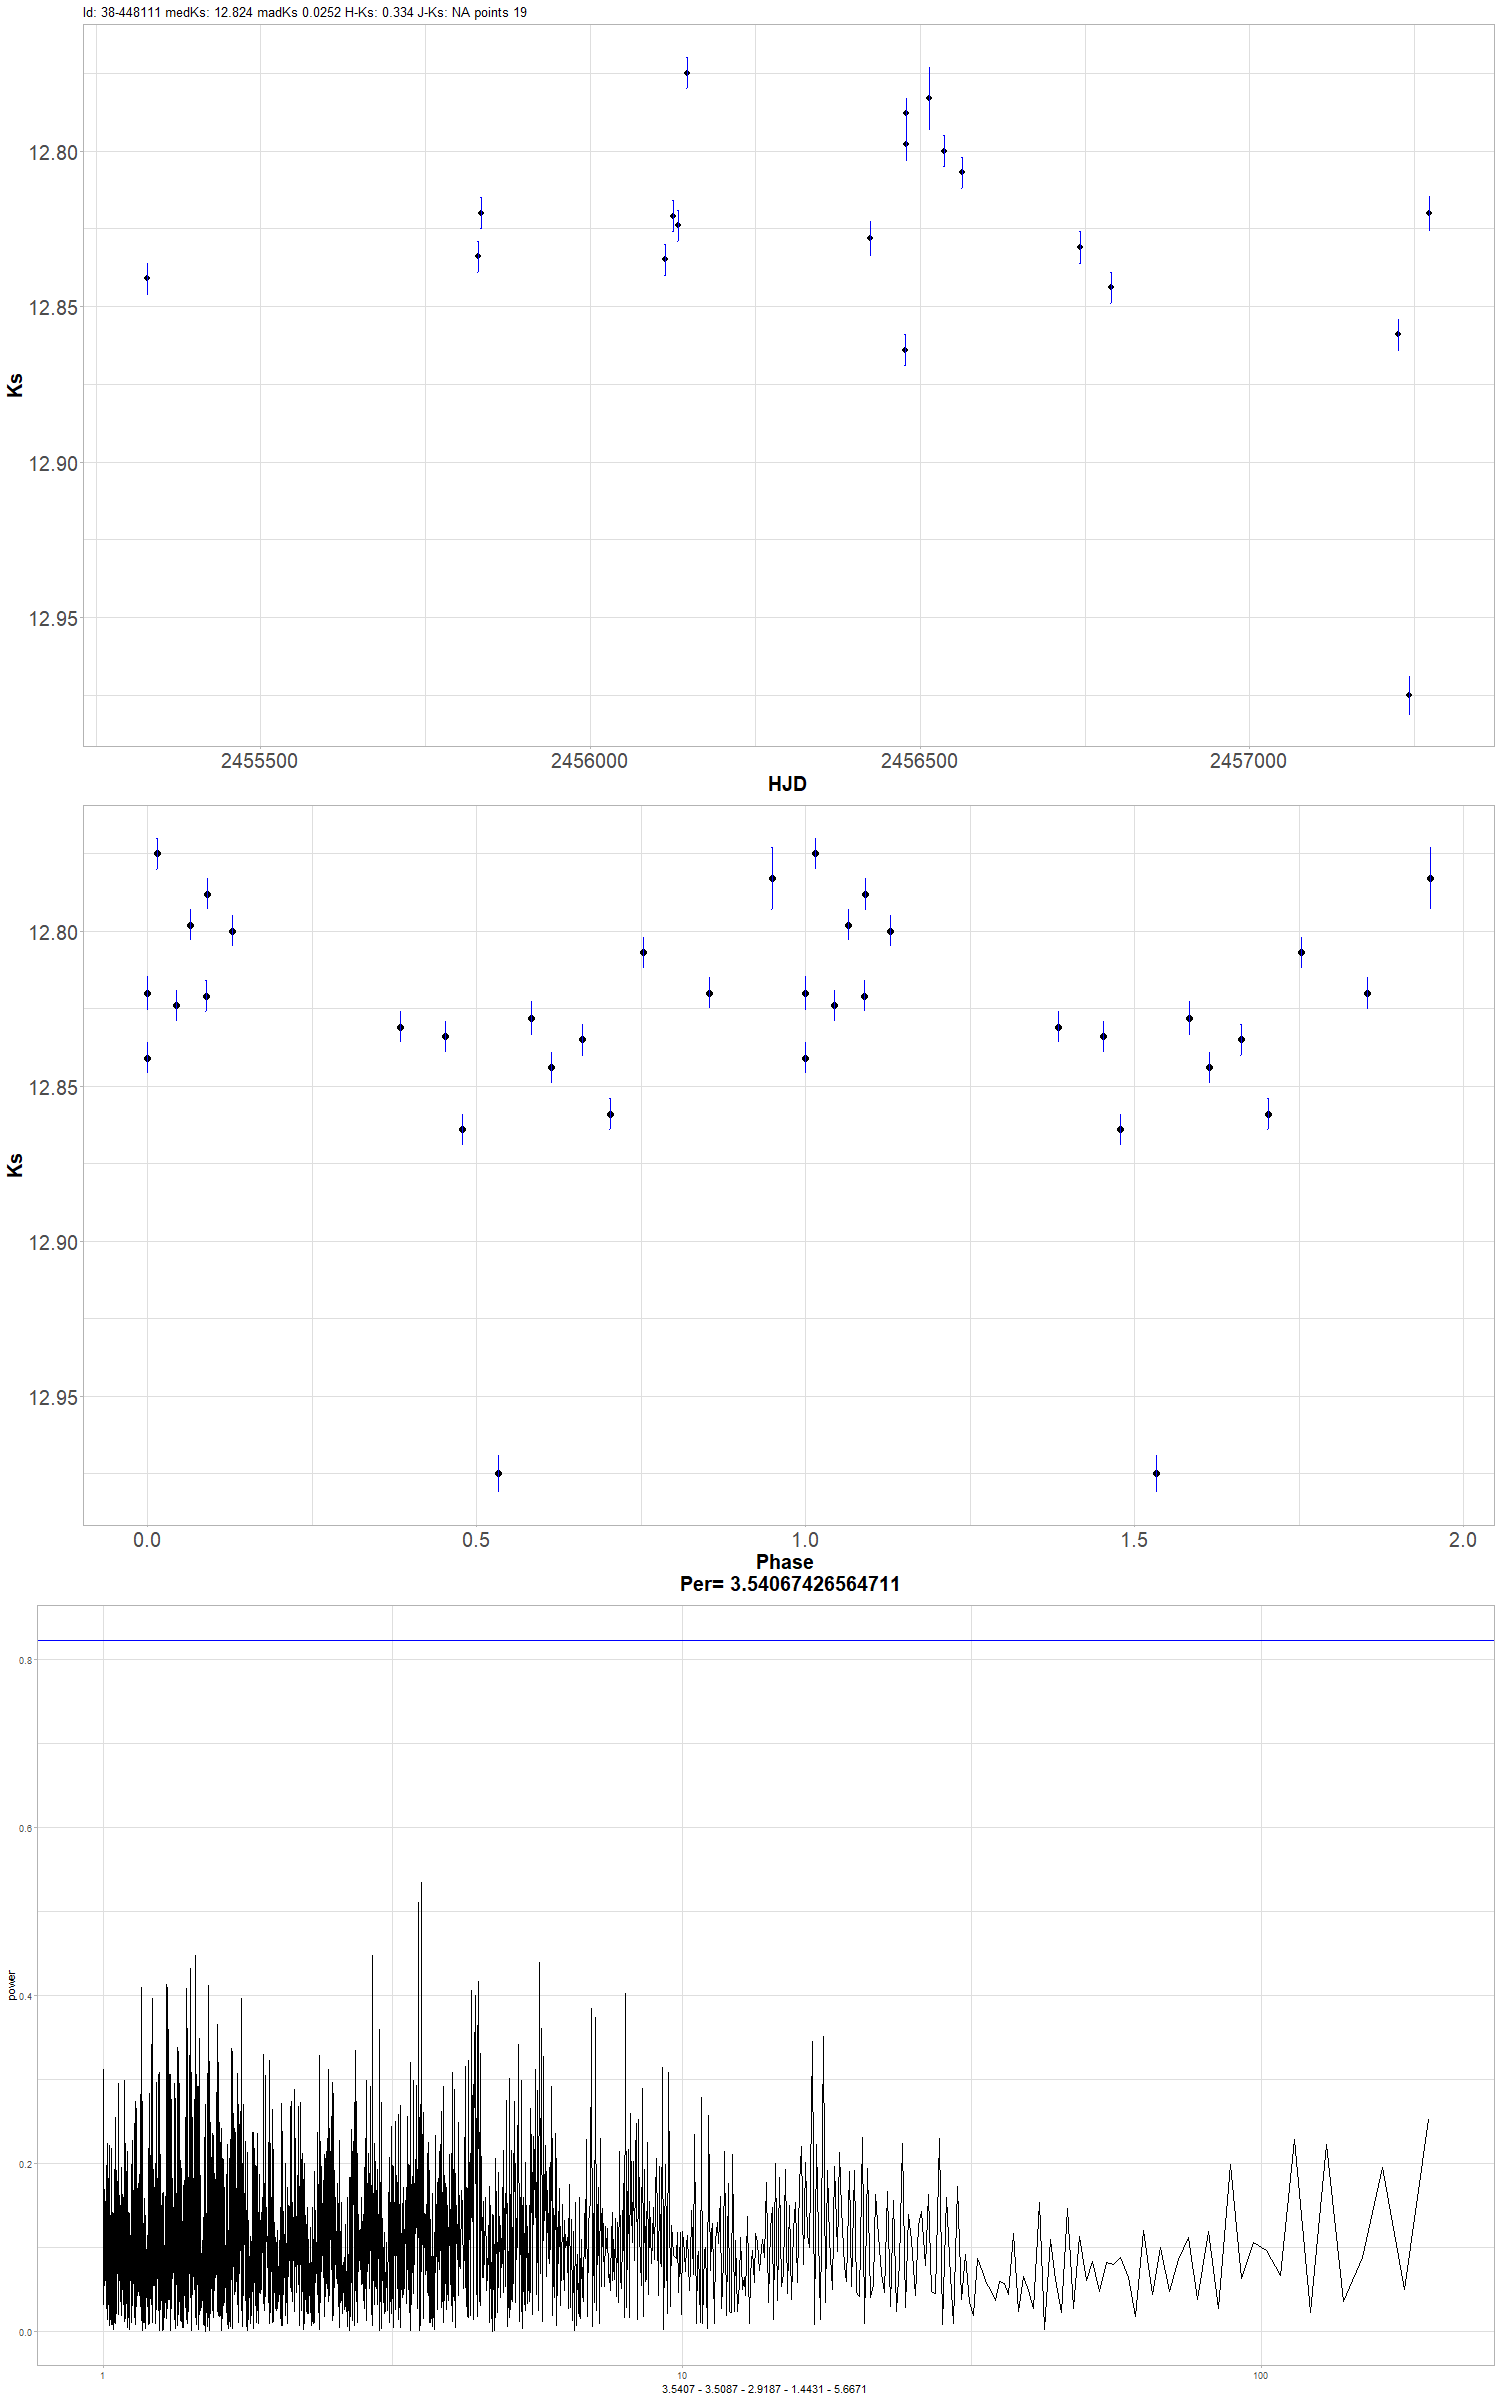 Id: 38-448111 medKs: 12.824 madKs 0.0252 H-Ks: 0.334 J-Ks: NA points 19
12.80
12.85
12.90
12.95
Ks
2455500 2456000 2456500 2457000
HJD
12.80
12.85
12.90
12.95
Ks
0.0 0.5 1.0 1.5 2.0
Phase
Per= 3.54067426564711
0.8
0.6
0.4
0.2
0.0
power
1 10 100
3.5407 - 3.5087 - 2.9187 - 1.4431 - 5.6671